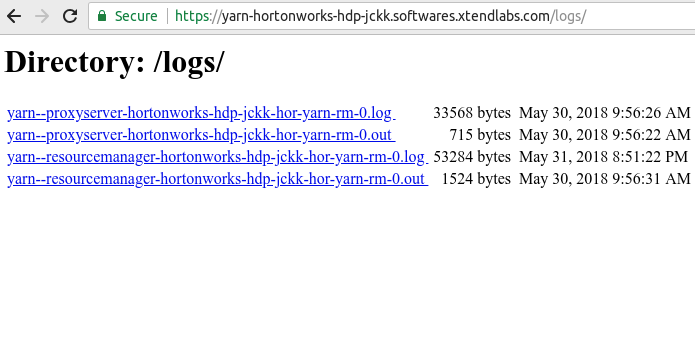 Secure https://yarn-hortonworks-hdp-jckk.softwares.xtendlabs.com/logs/
Directory: /logs/
yarn--proxyserver-hortonworks-hdp-jckk-hor-yarn-rm-0.log 33568 bytes May 30, 2018 9:56:26 AM
yarn--proxyserver-hortonworks-hdp-jckk-hor-yarn-rm-0.out 715 bytes May 30, 2018 9:56:22 AM
yarn--resourcemanager-hortonworks-hdp-jckk-hor-yarn-rm-0.log 53284 bytes May 31, 2018 8:51:22 PM
yarn--resourcemanager-hortonworks-hdp-jckk-hor-yarn-rm-0.out 1524 bytes May 30, 2018 9:56:31 AM